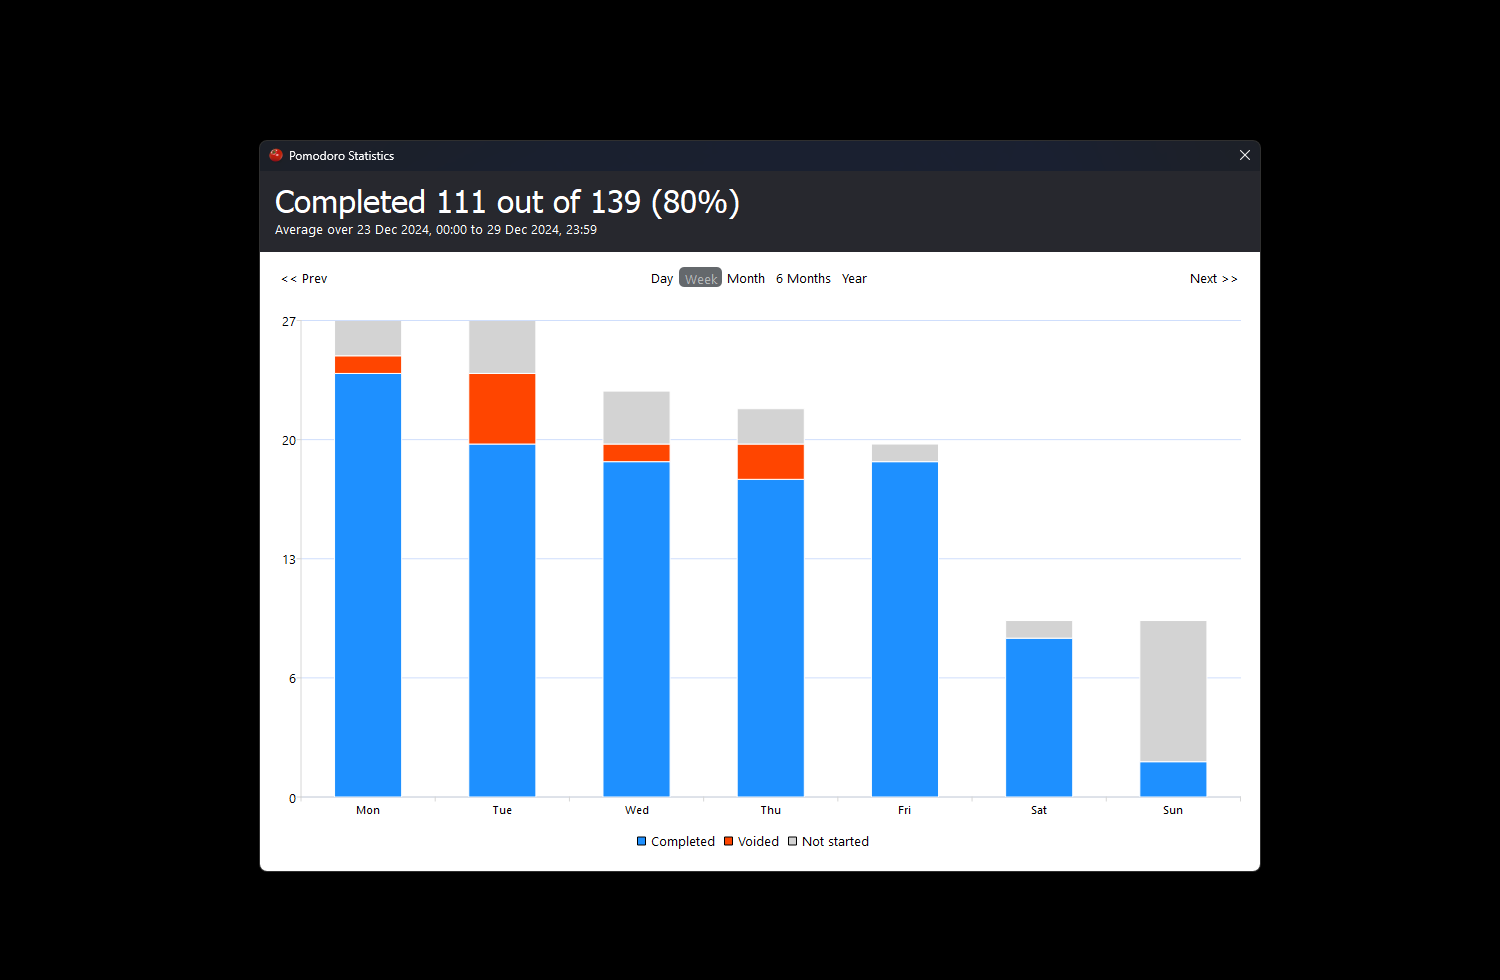 Pomodoro Statistics
Completed 111 out of 139 (80%)
Average over 23 Dec 2024, 00:00 to 29 Dec 2024, 23:59
<< Prev Day Week Month 6 Months Year Next >>
27
20
13
6
0
Mon Tue Wed Thu Fri Sat Sun
Completed Voided Not started